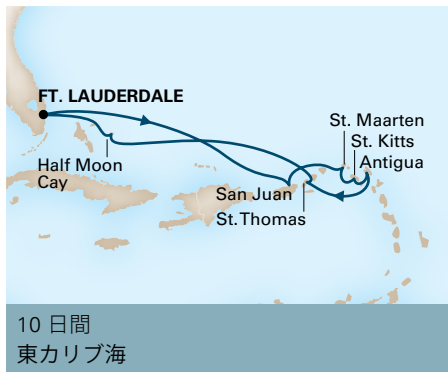 FT. LAUDERDALE
St. Maarten
St. Kitts
Antigua
Half Moon
Cay
San Juan
St. Thomas
10 日間
東カリブ海